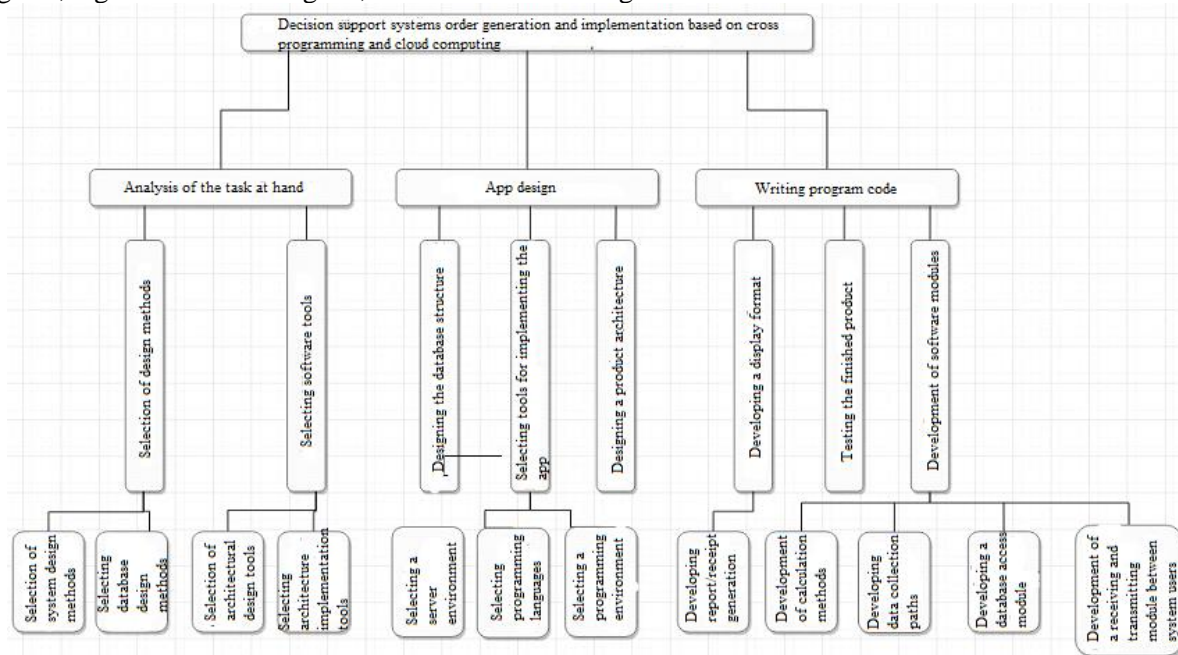 Decision support systems order generation and implementation based on cross
programming and cloud computing
Analysis of the task at hand
App design
Writing program code
Selection of design methods
Selecting software tools
Designing the database structure
Selecting tools for implementing the
app
Designing a product architecture
Developing a display format
Testing the finished product
Development of software modules
Selection of
system design
methods
Selecting
database
design
methods
Selection of
architectural
design tools
Selecting
architecture
implementation
tools
Selecting a
server
environment
Selecting
programming
languages
Selecting a
programming
environment
Developing
report/receipt
generation
Development
of calculation
methods
Developing
data collection
paths
Developing a
database access
module
Development of
a receiving and
transmitting
module between
system users